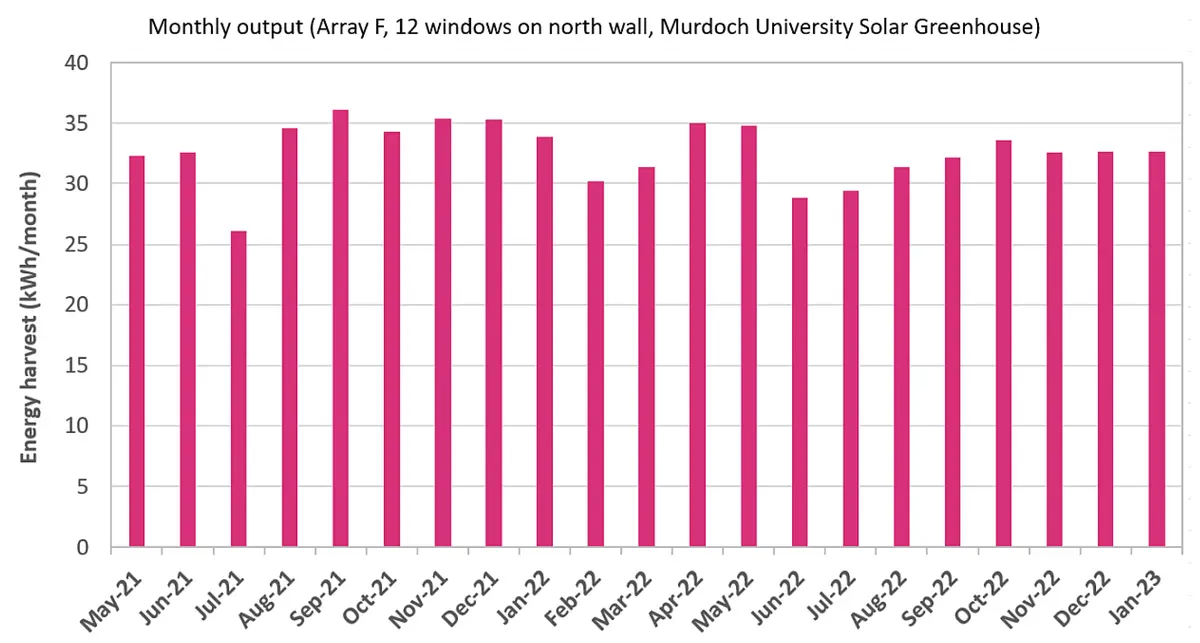 Monthly output (Array F, 12 windows on north wall, Murdoch University Solar Greenhouse)
Energy harvest (kWh/month)
40
35
30
25
20
15
10
5
0
May-21
Jun-21
Jul-21
Aug-21
Sep-21
Oct-21
Nov-21
Dec-21
Jan-22
Feb-22
Mar-22
Apr-22
May-22
Jun-22
Jul-22
Aug-22
Sep-22
Oct-22
Nov-22
Dec-22
Jan-23